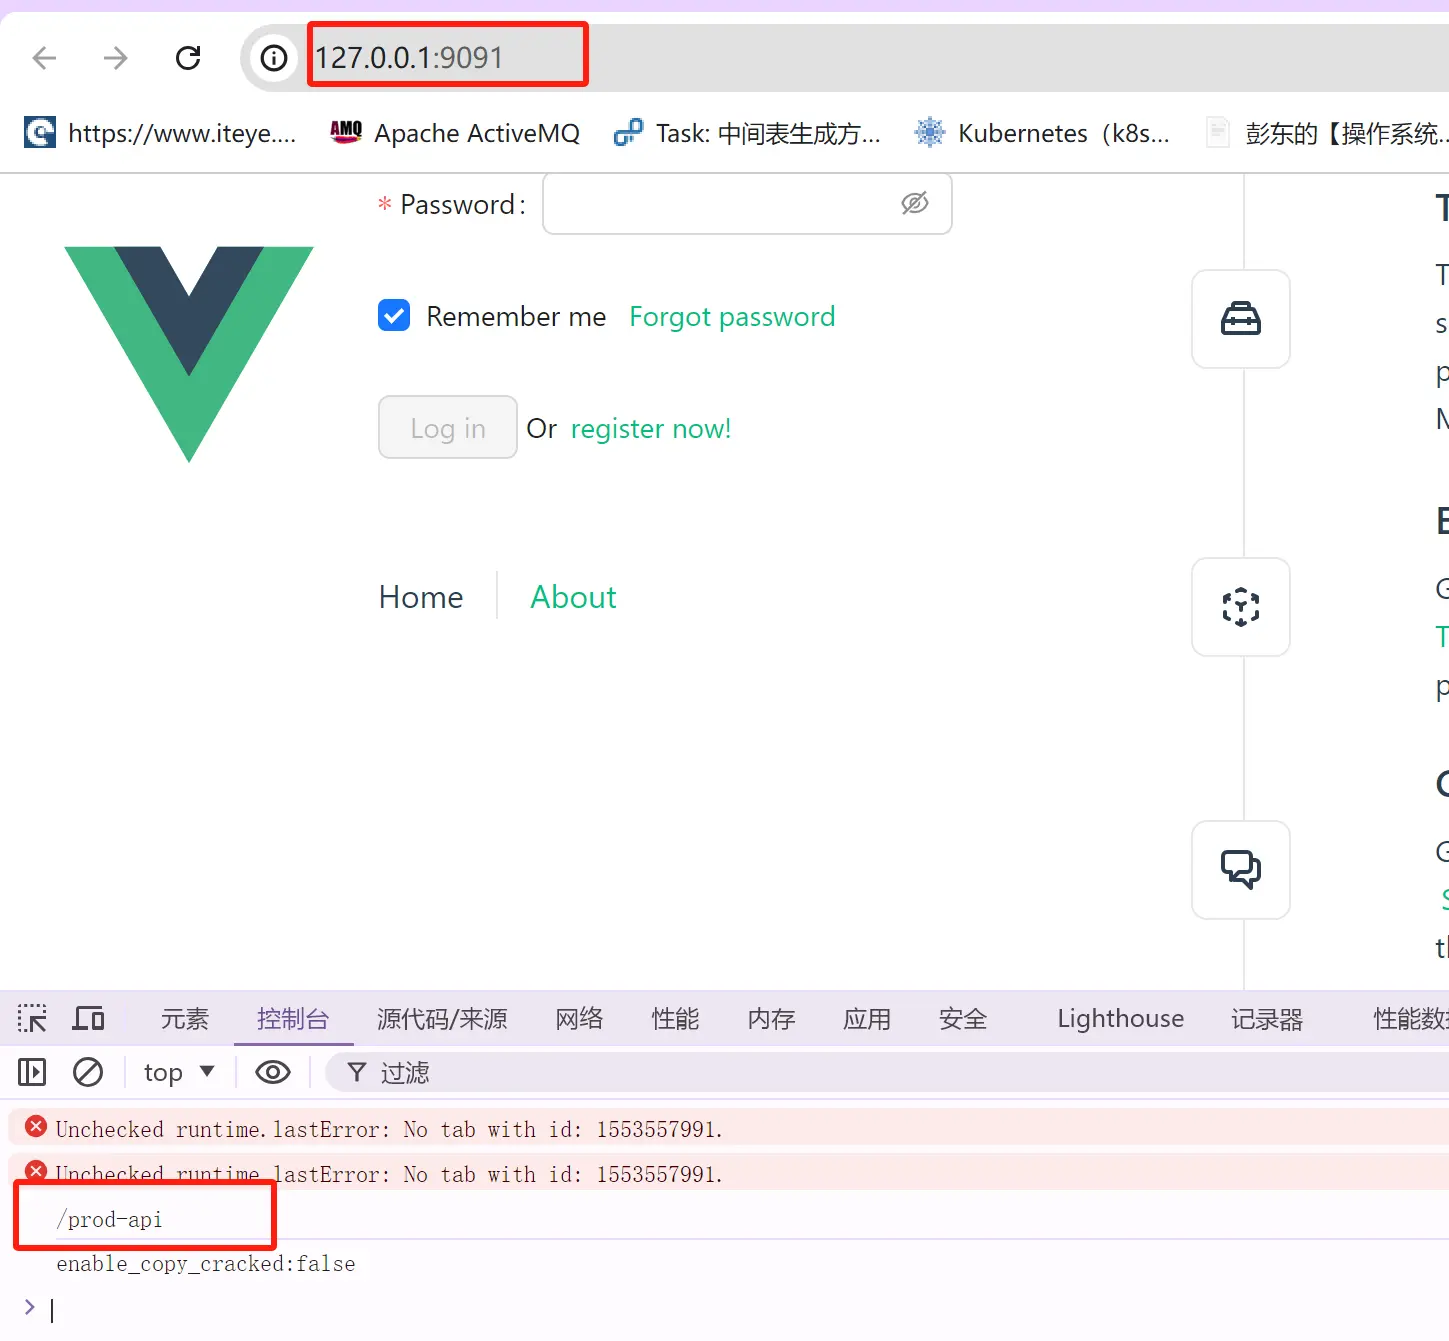 127.0.0.1:9091
https://www.iteye.... AMQ Apache ActiveMQ Task: 中间表生成方... Kubernetes（k8s... 彭东的【操作系统...
* Password:
Remember me Forgot password
Log in Or register now!
Home About
元素 控制台 源代码/来源 网络 性能 内存 应用 安全 Lighthouse 记录器 性能数据
top 过滤
Unchecked runtime.lastError: No tab with id: 1553557991.
Unchecked runtime.lastError: No tab with id: 1553557991.
/prod-api
enable_copy_cracked:false